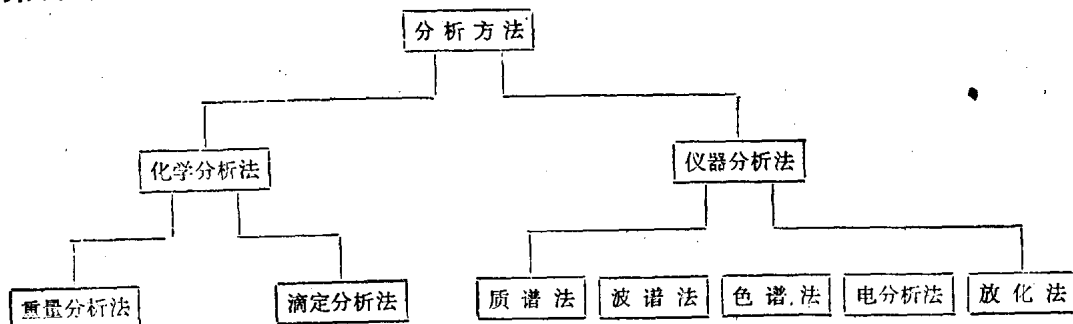 分析方法
化学分析法
仪器分析法
重量分析法
滴定分析法
质谱法
波谱法
色谱法
电分析法
放化法